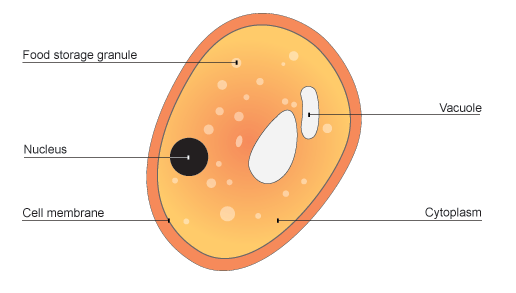 Food storage granule
Vacuole
Nucleus
Cell membrane
Cytoplasm